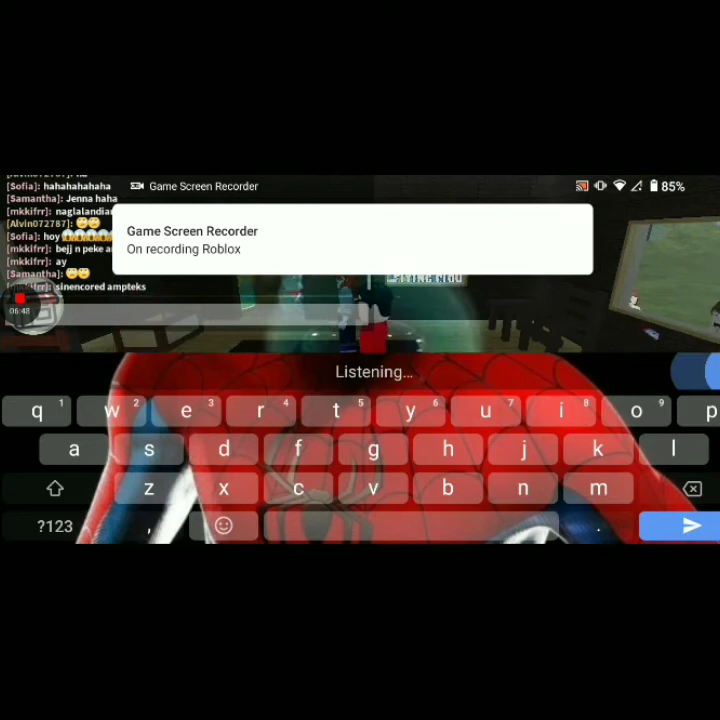 [Sofia]: hahahahahaha
[Samantha]: Jenna haha
[mkkifrr]: naglalandian
[Alvin072787]: 🙄🙄
[Sofia]: hoy 😱😱😱😱
[mkkifrr]: bejj n peke
[mkkifrr]: ay
[Samantha]: 🙄🙄
sinencored ampteks
Game Screen Recorder
85%
Game Screen Recorder
On recording Roblox
06:48
Listening...
q 1 w 2 e 3 r 4 t 5 y 6 u 7 i 8 o 9 p
a s d f g h j k l
z x c v b n m
?123 , .